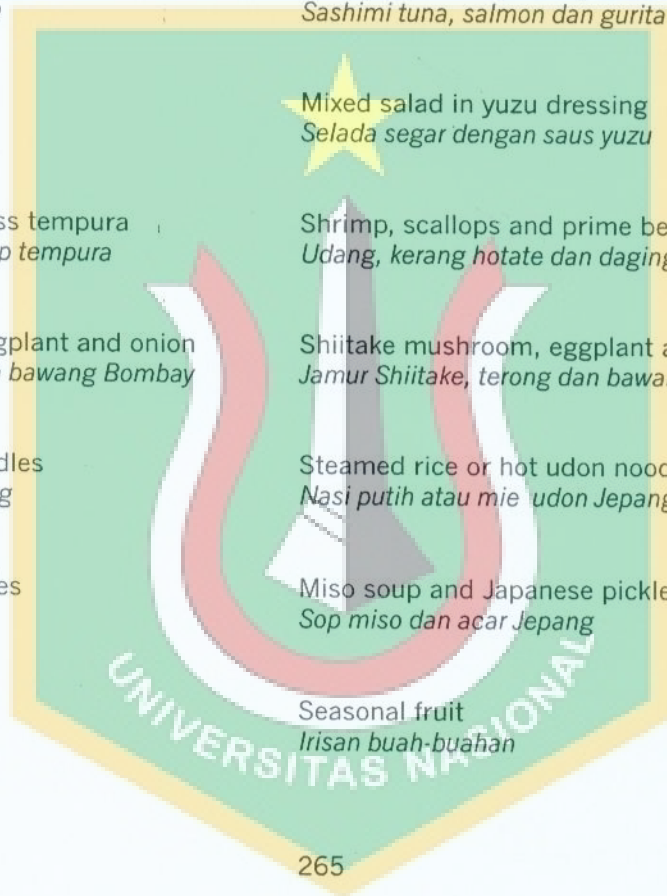 ss tempura
p tempura
gplant and onion
bawang Bombay
dles
g
es
Sashimi tuna, salmon dan gurita
Mixed salad in yuzu dressing
Selada segar dengan saus yuzu
Shrimp, scallops and prime be
Udang, kerang hotate dan daging
Shiitake mushroom, eggplant a
Jamur Shiitake, terong dan bawa
Steamed rice or hot udon nood
Nasi putih atau mie udon Jepang
Miso soup and Japanese pickle
Sop miso dan acar Jepang
Seasonal fruit
Irisan buah-buahan
265
UNIVERSITAS NASIONAL